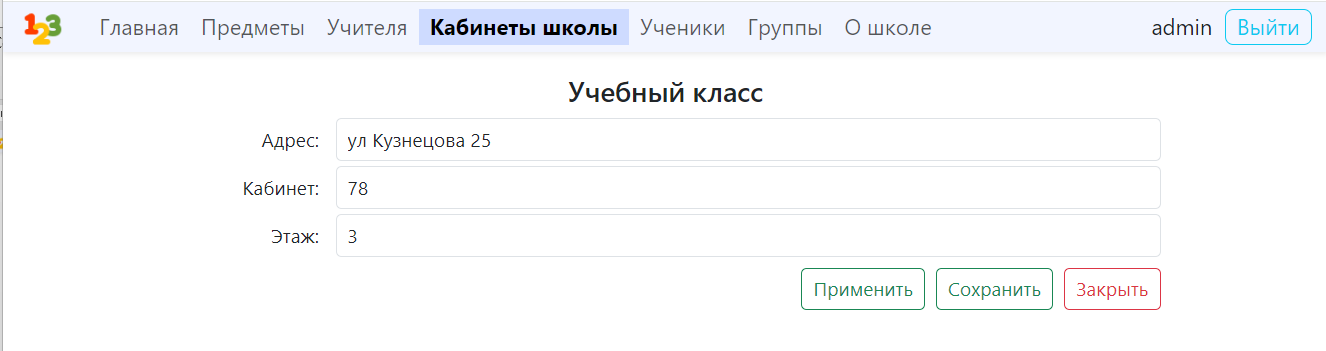 123 Главная Предметы Учителя Кабинеты школы Ученики Группы О школе admin Выйти
Учебный класс
Адрес: ул Кузнецова 25
Кабинет: 78
Этаж: 3
Применить Сохранить Закрыть